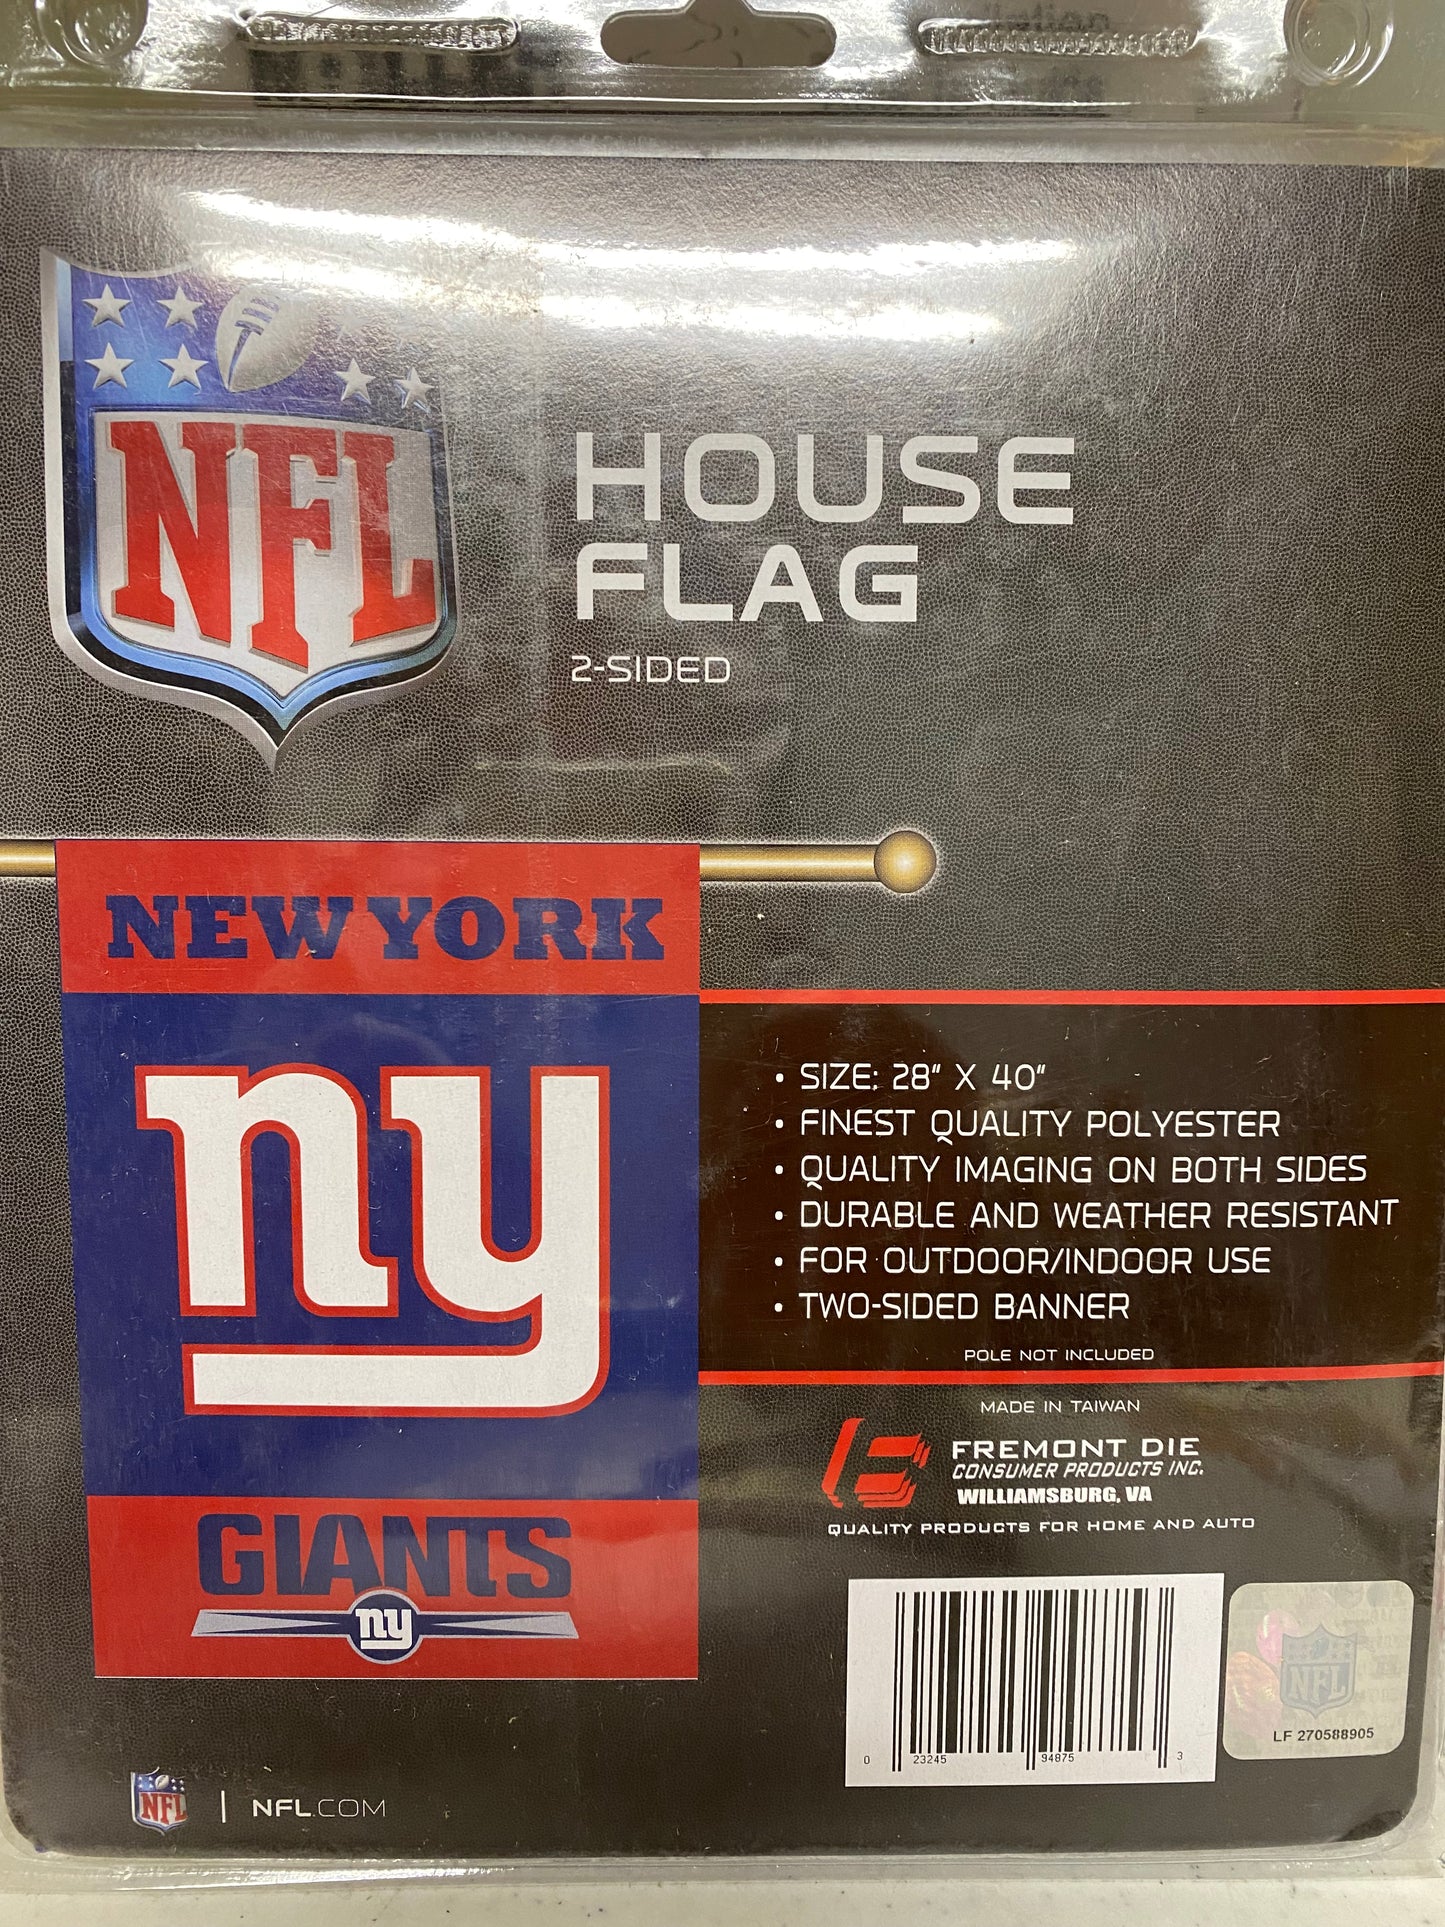 NFL
HOUSE
FLAG
2-SIDED
NEW YORK
ny
GIANTS
ny
• SIZE: 28" X 40"
• FINEST QUALITY POLYESTER
• QUALITY IMAGING ON BOTH SIDES
• DURABLE AND WEATHER RESISTANT
• FOR OUTDOOR/INDOOR USE
• TWO-SIDED BANNER
POLE NOT INCLUDED
MADE IN TAIWAN
FREMONT DIE
CONSUMER PRODUCTS INC.
WILLIAMSBURG, VA
QUALITY PRODUCTS FOR HOME AND AUTO
0 23245 94875 3
NFL
LF 270588905
NFL | NFL.COM